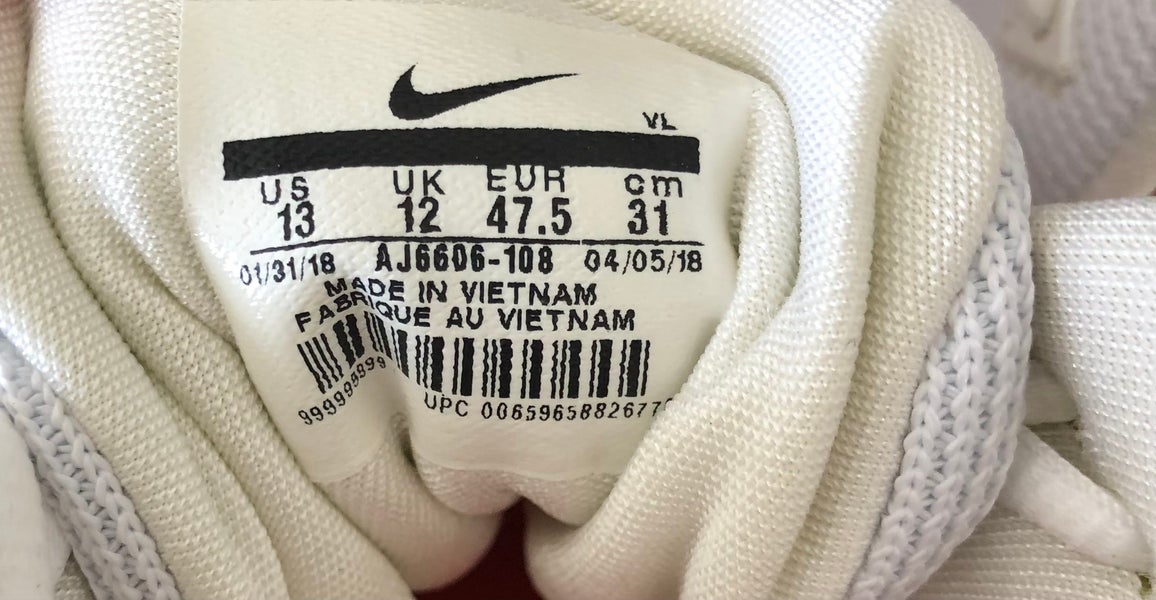 VL
US UK EUR cm
13 12 47.5 31
01/31/18 AJ6606-108 04/05/18
MADE IN VIETNAM
FABRIQUE AU VIETNAM
999999999
UPC 00659658826770